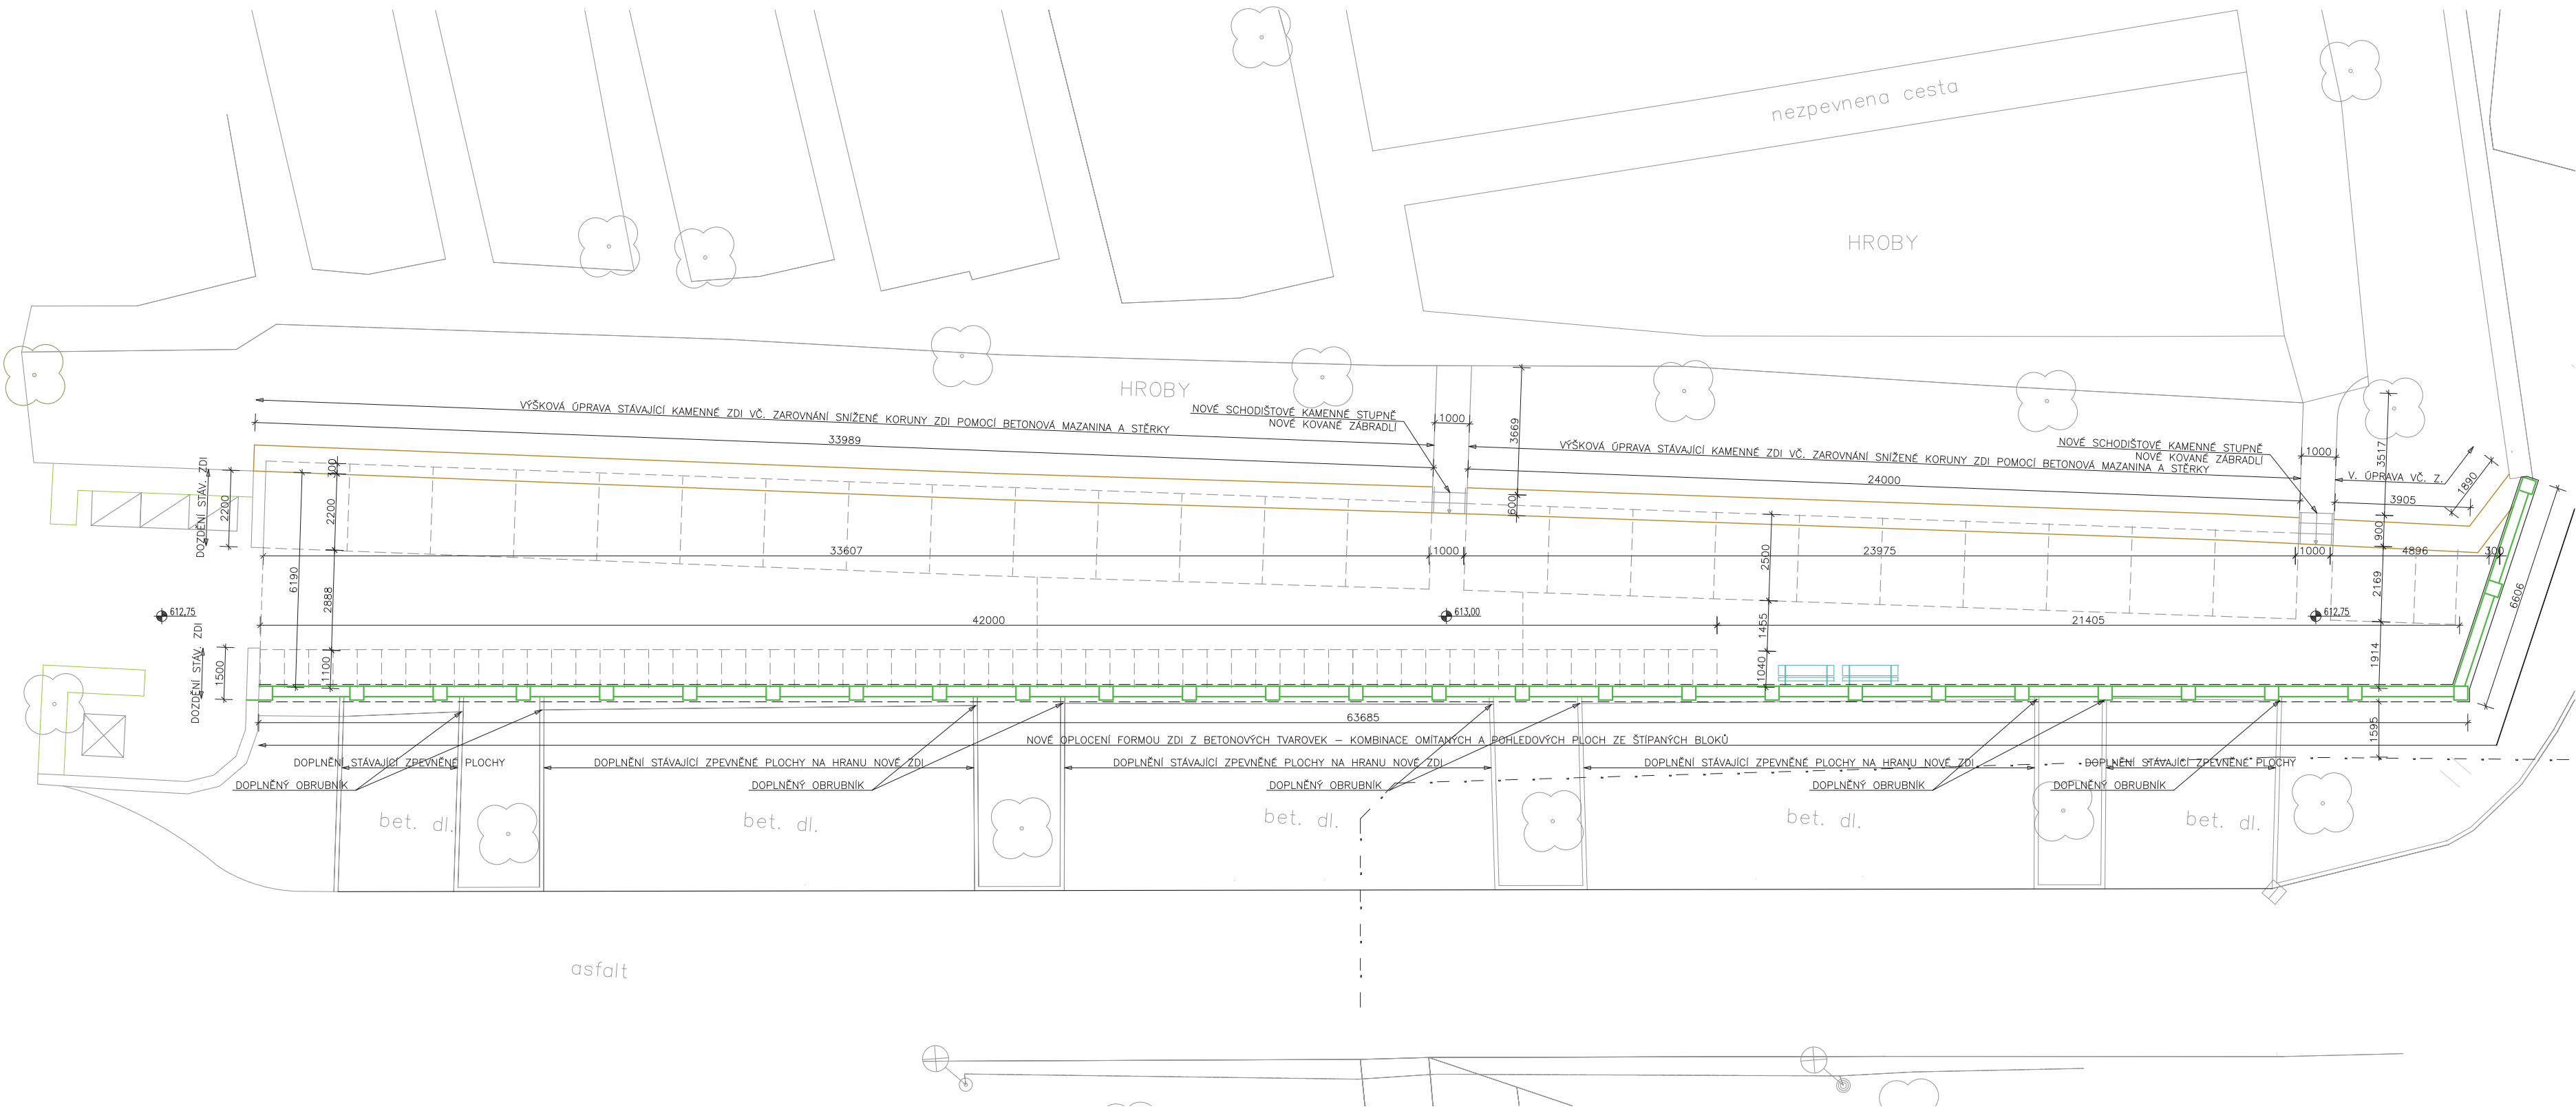 nezpevnena cesta
HROBY
HROBY
VÝŠKOVÁ ÚPRAVA STÁVAJÍCÍ KAMENNÉ ZDI VČ. ZAROVNÁNÍ SNÍŽENÉ KORUNY ZDI POMOCÍ BETONOVÁ MAZANINA A STĚRKY
33989
NOVÉ SCHODIŠTOVÉ KAMENNÉ STUPNĚ
NOVÉ KOVANÉ ZÁBRADLÍ
1000
3669
600
VÝŠKOVÁ ÚPRAVA STÁVAJÍCÍ KAMENNÉ ZDI VČ. ZAROVNÁNÍ SNÍŽENÉ KORUNY ZDI POMOCÍ BETONOVÁ MAZANINA A STĚRKY
24000
NOVÉ SCHODIŠTOVÉ KAMENNÉ STUPNĚ
NOVÉ KOVANÉ ZÁBRADLÍ
1000
3517
V. ÚPRAVA VČ. Z.
1890
3905
DOZDĚNÍ STÁV. ZDI
2200
300
2200
6190
2888
1100
33607
1000
2500
23975
1000
900
4896
300
2169
6606
612,75
613,00
612,75
42000
1455
21405
1914
DOZDĚNÍ STÁV. ZDI
1500
1040
63685
1595
NOVÉ OPLOCENÍ FORMOU ZDI Z BETONOVÝCH TVAROVEK – KOMBINACE OMÍTANÝCH A POHLEDOVÝCH PLOCH ZE ŠTÍPANÝCH BLOKŮ
DOPLNĚNÍ STÁVAJÍCÍ ZPEVNĚNÉ PLOCHY
DOPLNĚNÍ STÁVAJÍCÍ ZPEVNĚNÉ PLOCHY NA HRANU NOVÉ ZDI
DOPLNĚNÍ STÁVAJÍCÍ ZPEVNĚNÉ PLOCHY NA HRANU NOVÉ ZDI
DOPLNĚNÍ STÁVAJÍCÍ ZPEVNĚNÉ PLOCHY NA HRANU NOVÉ ZDI
DOPLNĚNÍ STÁVAJÍCÍ ZPEVNĚNÉ PLOCHY
DOPLNĚNÝ OBRUBNÍK
DOPLNĚNÝ OBRUBNÍK
DOPLNĚNÝ OBRUBNÍK
DOPLNĚNÝ OBRUBNÍK
DOPLNĚNÝ OBRUBNÍK
bet. dl.
bet. dl.
bet. dl.
bet. dl.
bet. dl.
asfalt